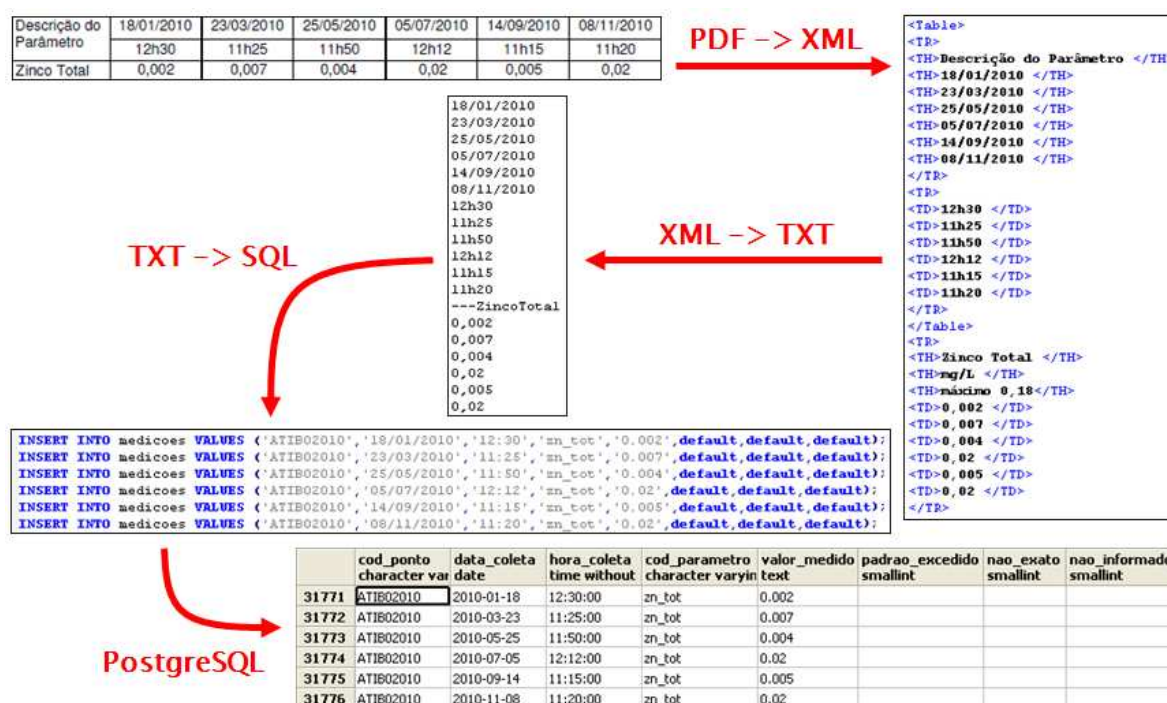 Descrição do Parâmetro 18/01/2010 23/03/2010 25/05/2010 05/07/2010 14/09/2010 08/11/2010
12h30 11h25 11h50 12h12 11h15 11h20
Zinco Total 0,002 0,007 0,004 0,02 0,005 0,02
PDF -> XML
<Table>
<TR>
<TH>Descrição do Parâmetro </TH
<TH>18/01/2010 </TH>
<TH>23/03/2010 </TH>
<TH>25/05/2010 </TH>
<TH>05/07/2010 </TH>
<TH>14/09/2010 </TH>
<TH>08/11/2010 </TH>
</TR>
<TR>
<TD>12h30 </TD>
<TD>11h25 </TD>
<TD>11h50 </TD>
<TD>12h12 </TD>
<TD>11h15 </TD>
<TD>11h20 </TD>
</TR>
</Table>
<TR>
<TH>Zinco Total </TH>
<TH>mg/L </TH>
<TH>máximo 0,18</TH>
<TD>0,002 </TD>
<TD>0,007 </TD>
<TD>0,004 </TD>
<TD>0,02 </TD>
<TD>0,005 </TD>
<TD>0,02 </TD>
</TR>
XML -> TXT
18/01/2010
23/03/2010
25/05/2010
05/07/2010
14/09/2010
08/11/2010
12h30
11h25
11h50
12h12
11h15
11h20
---ZincoTotal
0,002
0,007
0,004
0,02
0,005
0,02
TXT -> SQL
INSERT INTO medicoes VALUES ('ATIB02010','18/01/2010','12:30','zn_tot','0.002',default,default,default);
INSERT INTO medicoes VALUES ('ATIB02010','23/03/2010','11:25','zn_tot','0.007',default,default,default);
INSERT INTO medicoes VALUES ('ATIB02010','25/05/2010','11:50','zn_tot','0.004',default,default,default);
INSERT INTO medicoes VALUES ('ATIB02010','05/07/2010','12:12','zn_tot','0.02',default,default,default);
INSERT INTO medicoes VALUES ('ATIB02010','14/09/2010','11:15','zn_tot','0.005',default,default,default);
INSERT INTO medicoes VALUES ('ATIB02010','08/11/2010','11:20','zn_tot','0.02',default,default,default);
PostgreSQL
cod_ponto data_coleta hora_coleta cod_parametro valor_medido padrao_excedido nao_exato nao_informado
character var date time without character varyin text smallint smallint smallint
31771 ATIB02010 2010-01-18 12:30:00 zn_tot 0.002
31772 ATIB02010 2010-03-23 11:25:00 zn_tot 0.007
31773 ATIB02010 2010-05-25 11:50:00 zn_tot 0.004
31774 ATIB02010 2010-07-05 12:12:00 zn_tot 0.02
31775 ATIB02010 2010-09-14 11:15:00 zn_tot 0.005
31776 ATIB02010 2010-11-08 11:20:00 zn_tot 0.02